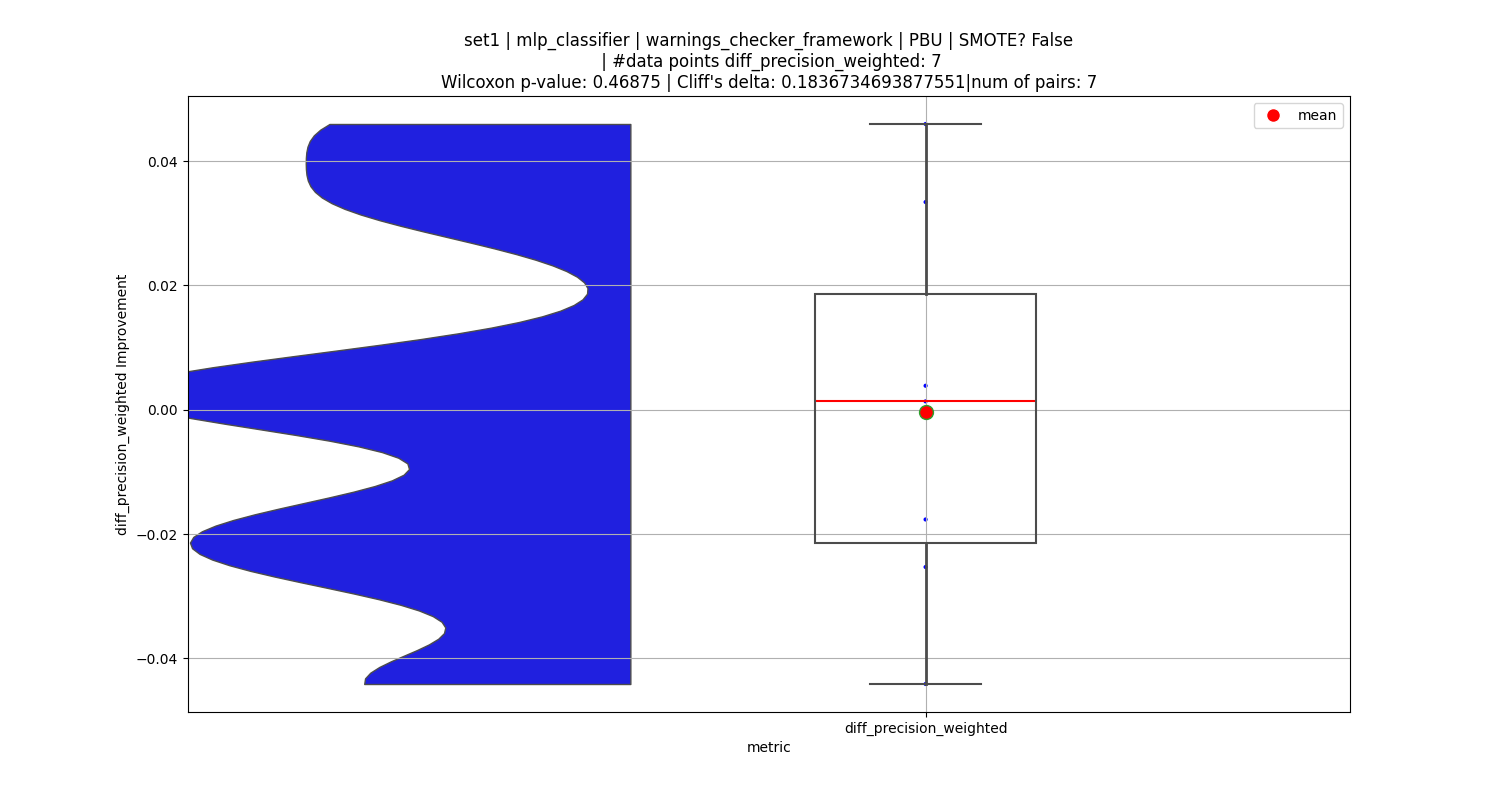 set1 | mlp_classifier | warnings_checker_framework | PBU | SMOTE? False
| #data points diff_precision_weighted: 7
Wilcoxon p-value: 0.46875 | Cliff's delta: 0.1836734693877551|num of pairs: 7
mean
0.04
0.02
0.00
−0.02
−0.04
diff_precision_weighted Improvement
diff_precision_weighted
metric